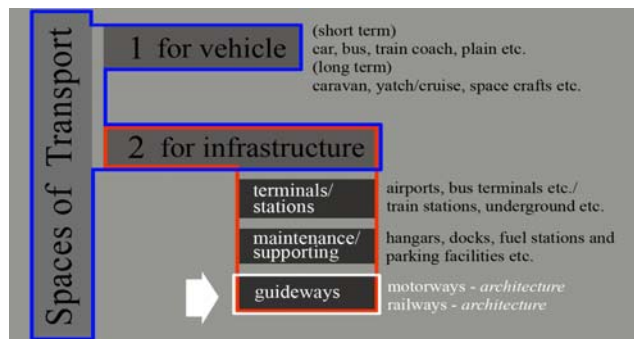 Spaces of Transport
1 for vehicle
(short term)
car, bus, train coach, plain etc.
(long term)
caravan, yatch/cruise, space crafts etc.
2 for infrastructure
terminals/
stations
airports, bus terminals etc./
train stations, underground etc.
maintenance/
supporting
hangars, docks, fuel stations and
parking facilities etc.
guideways
motorways - architecture
railways - architecture